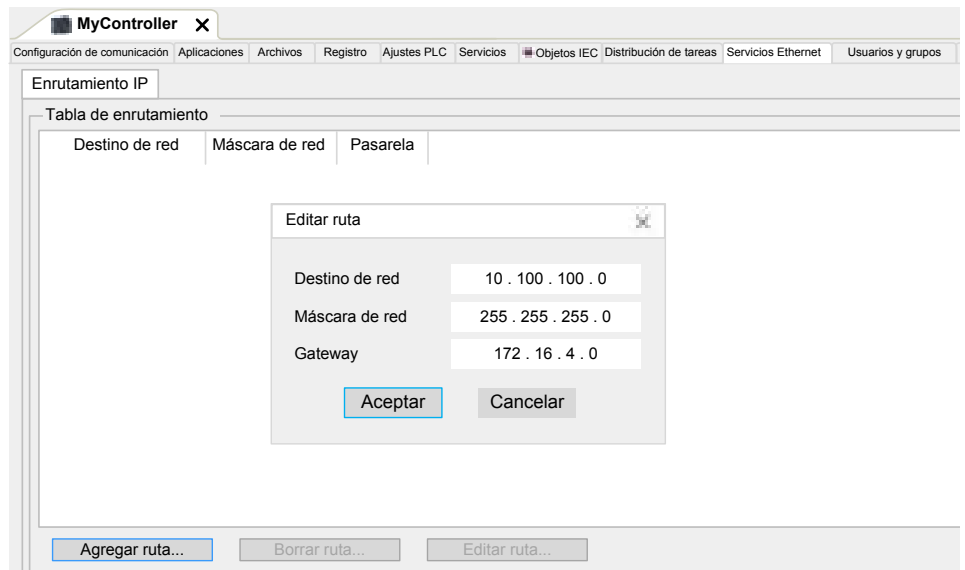 MyController X
Configuración de comunicación Aplicaciones Archivos Registro Ajustes PLC Servicios Objetos IEC Distribución de tareas Servicios Ethernet Usuarios y grupos
Enrutamiento IP
Tabla de enrutamiento
Destino de red Máscara de red Pasarela
Editar ruta
Destino de red 10 . 100 . 100 . 0
Máscara de red 255 . 255 . 255 . 0
Gateway 172 . 16 . 4 . 0
Aceptar Cancelar
Agregar ruta... Borrar ruta... Editar ruta...